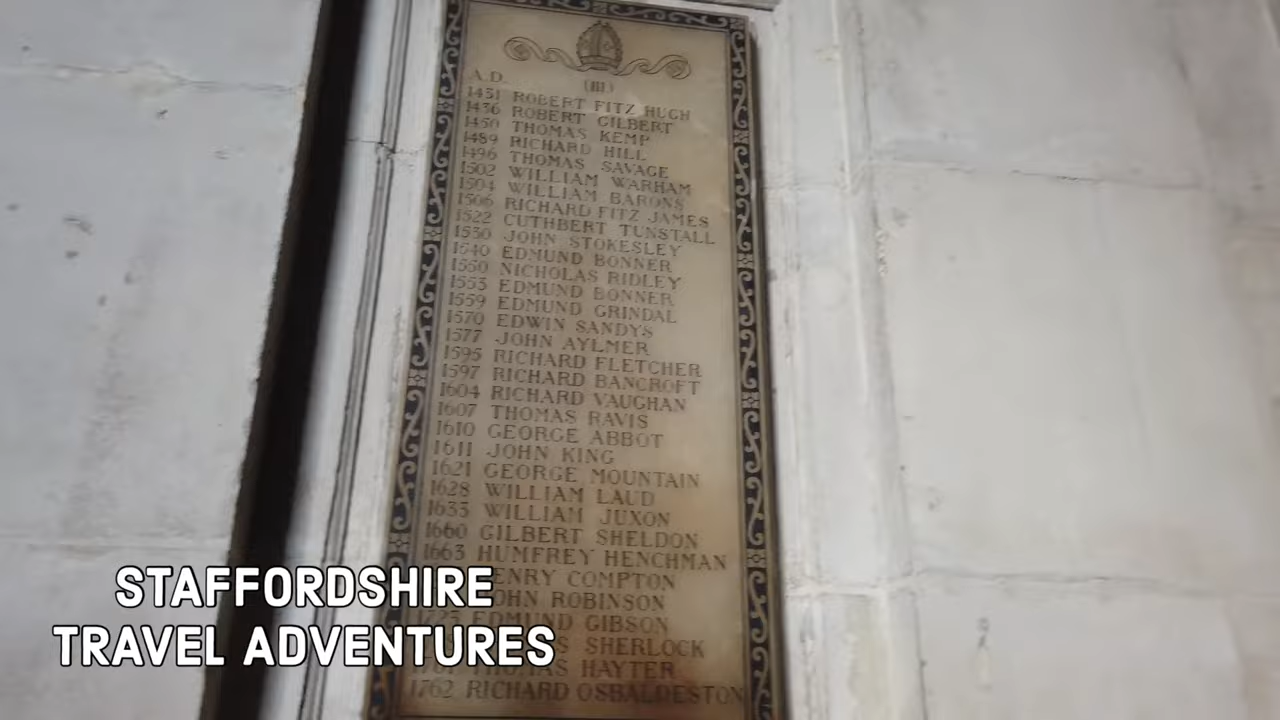 A.D. (III)
1431 ROBERT FITZ HUGH
1436 ROBERT GILBERT
1450 THOMAS KEMP
1489 RICHARD HILL
1496 THOMAS SAVAGE
1502 WILLIAM WARHAM
1504 WILLIAM BARONS
1506 RICHARD FITZ JAMES
1522 CUTHBERT TUNSTALL
1530 JOHN STOKESLEY
1540 EDMUND BONNER
1550 NICHOLAS RIDLEY
1553 EDMUND BONNER
1559 EDMUND GRINDAL
1570 EDWIN SANDYS
1577 JOHN AYLMER
1595 RICHARD FLETCHER
1597 RICHARD BANCROFT
1604 RICHARD VAUGHAN
1607 THOMAS RAVIS
1610 GEORGE ABBOT
1611 JOHN KING
1621 GEORGE MOUNTAIN
1628 WILLIAM LAUD
1633 WILLIAM JUXON
1660 GILBERT SHELDON
1663 HUMFREY HENCHMAN
ENRY COMPTON
OHN ROBINSON
EDMUND GIBSON
S SHERLOCK
THOMAS HAYTER
1762 RICHARD OSBALDESTON
STAFFORDSHIRE
TRAVEL ADVENTURES